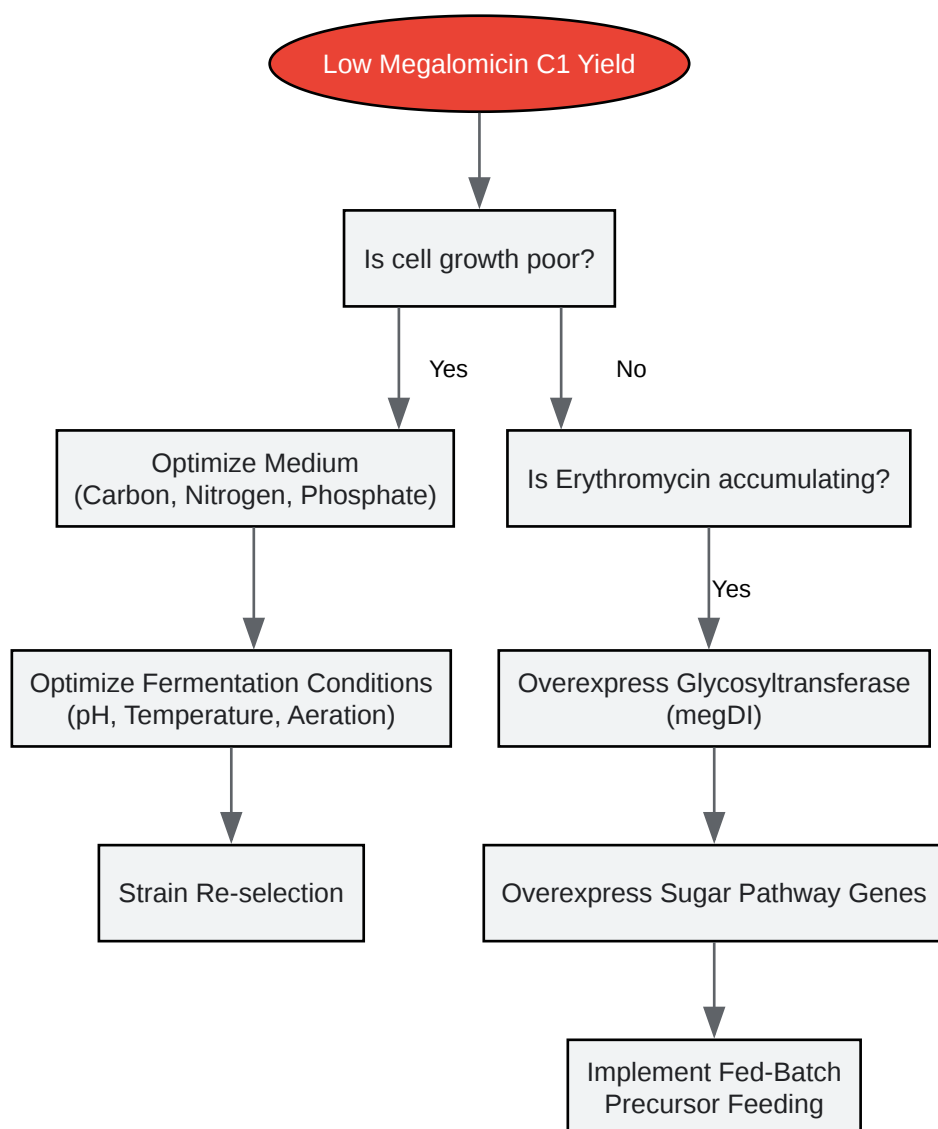 Low Megalomicin C1 Yield
Is cell growth poor?
Yes
No
Optimize Medium
(Carbon, Nitrogen, Phosphate)
Is Erythromycin accumulating?
Yes
Optimize Fermentation Conditions
(pH, Temperature, Aeration)
Overexpress Glycosyltransferase
(megDI)
Strain Re-selection
Overexpress Sugar Pathway Genes
Implement Fed-Batch
Precursor Feeding